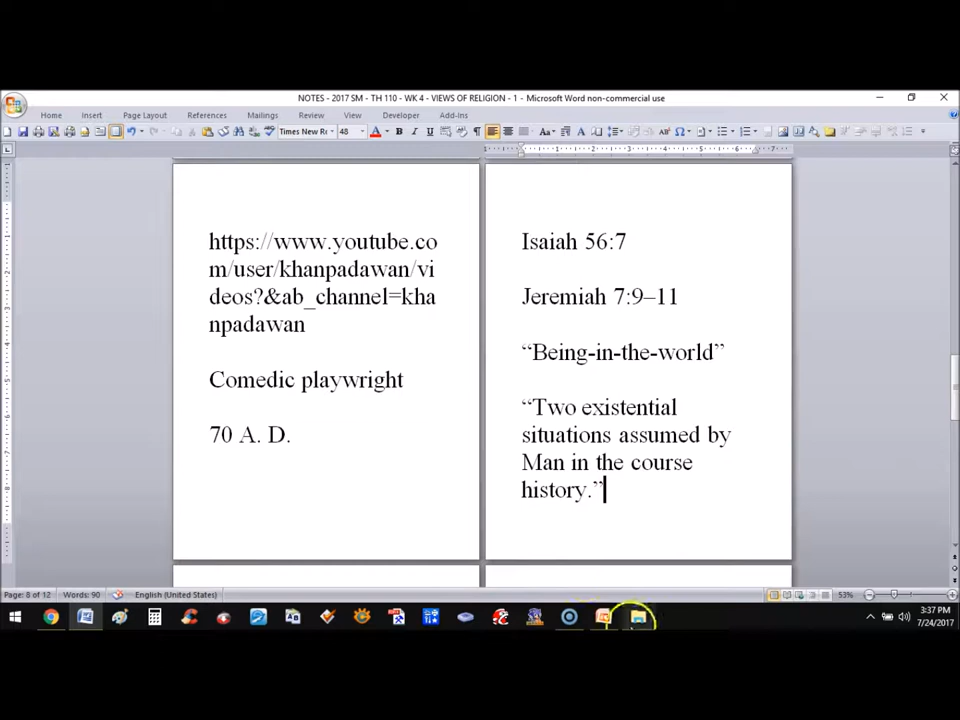 NOTES - 2017 SM - TH 110 - WK 4 - VIEWS OF RELIGION - 1 - Microsoft Word non-commercial use
Home Insert Page Layout References Mailings Review View Developer Add-Ins
Times New Ro 48
https://www.youtube.co
m/user/khanpadawan/vi
deos?&ab_channel=kha
npadawan
Comedic playwright
70 A. D.
Isaiah 56:7
Jeremiah 7:9–11
“Being-in-the-world”
“Two existential
situations assumed by
Man in the course
history.”
Page: 8 of 12 Words: 90 English (United States) 53%
3:37 PM
7/24/2017